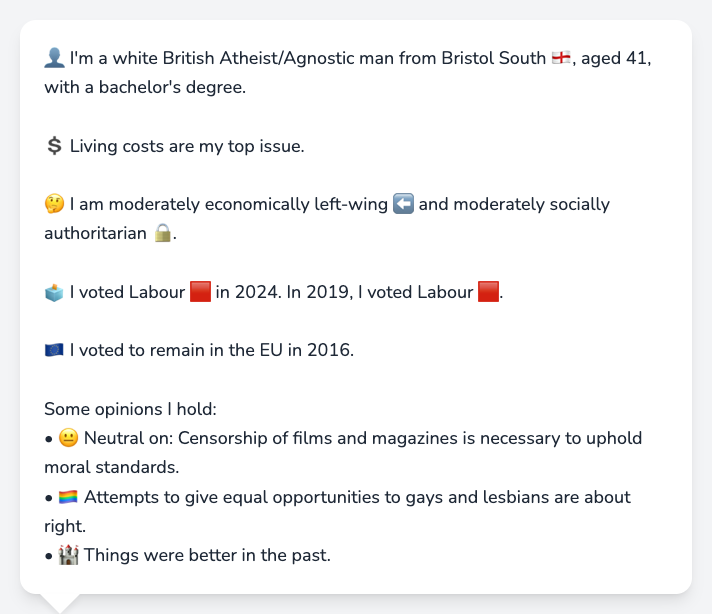 👤 I'm a white British Atheist/Agnostic man from Bristol South 🏴󠁧󠁢󠁥󠁮󠁧󠁿, aged 41,
with a bachelor's degree.
💲 Living costs are my top issue.
🤔 I am moderately economically left-wing ⬅️ and moderately socially
authoritarian 🔒.
🗳️ I voted Labour 🟥 in 2024. In 2019, I voted Labour 🟥.
🇪🇺 I voted to remain in the EU in 2016.
Some opinions I hold:
• 😐 Neutral on: Censorship of films and magazines is necessary to uphold
moral standards.
• 🏳️‍🌈 Attempts to give equal opportunities to gays and lesbians are about
right.
• 🏰 Things were better in the past.